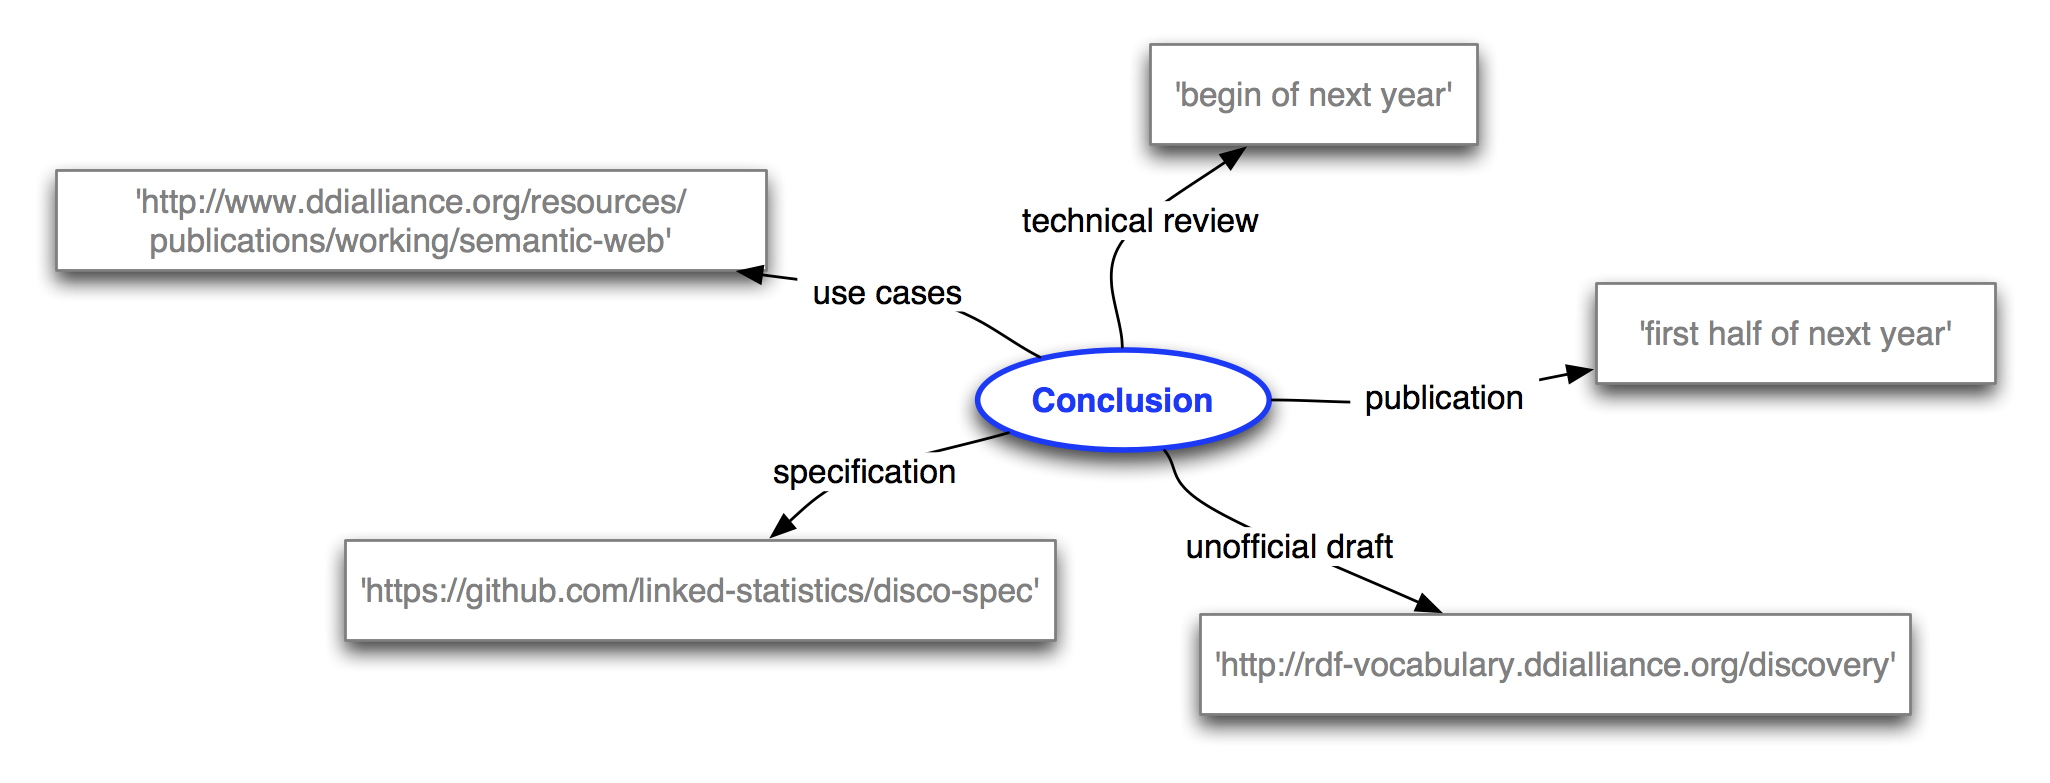 'begin of next year'
'http://www.ddialliance.org/resources/
publications/working/semantic-web'
technical review
use cases
'first half of next year'
Conclusion
publication
specification
unofficial draft
'https://github.com/linked-statistics/disco-spec'
'http://rdf-vocabulary.ddialliance.org/discovery'